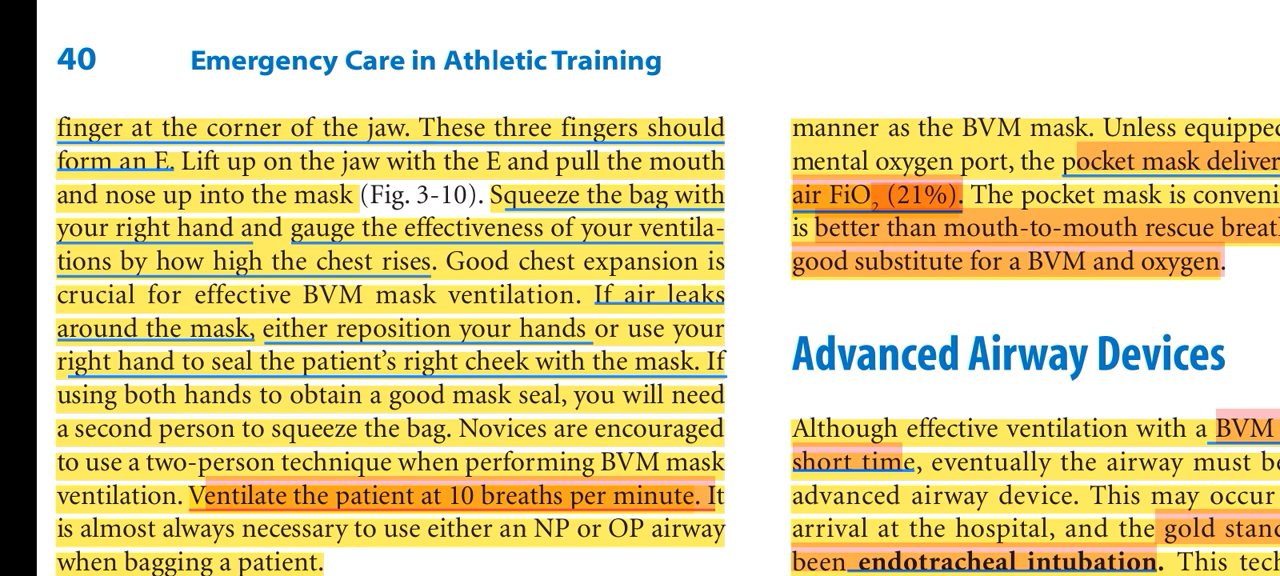 40 Emergency Care in Athletic Training
finger at the corner of the jaw. These three fingers should
form an E. Lift up on the jaw with the E and pull the mouth
and nose up into the mask (Fig. 3-10). Squeeze the bag with
your right hand and gauge the effectiveness of your ventila-
tions by how high the chest rises. Good chest expansion is
crucial for effective BVM mask ventilation. If air leaks
around the mask, either reposition your hands or use your
right hand to seal the patient’s right cheek with the mask. If
using both hands to obtain a good mask seal, you will need
a second person to squeeze the bag. Novices are encouraged
to use a two-person technique when performing BVM mask
ventilation. Ventilate the patient at 10 breaths per minute. It
is almost always necessary to use either an NP or OP airway
when bagging a patient.
manner as the BVM mask. Unless equipped
mental oxygen port, the pocket mask deliver
air FiO₂ (21%). The pocket mask is conveni
is better than mouth-to-mouth rescue breat
good substitute for a BVM and oxygen.
Advanced Airway Devices
Although effective ventilation with a BVM
short time, eventually the airway must be
advanced airway device. This may occur
arrival at the hospital, and the gold stan
been endotracheal intubation. This tech